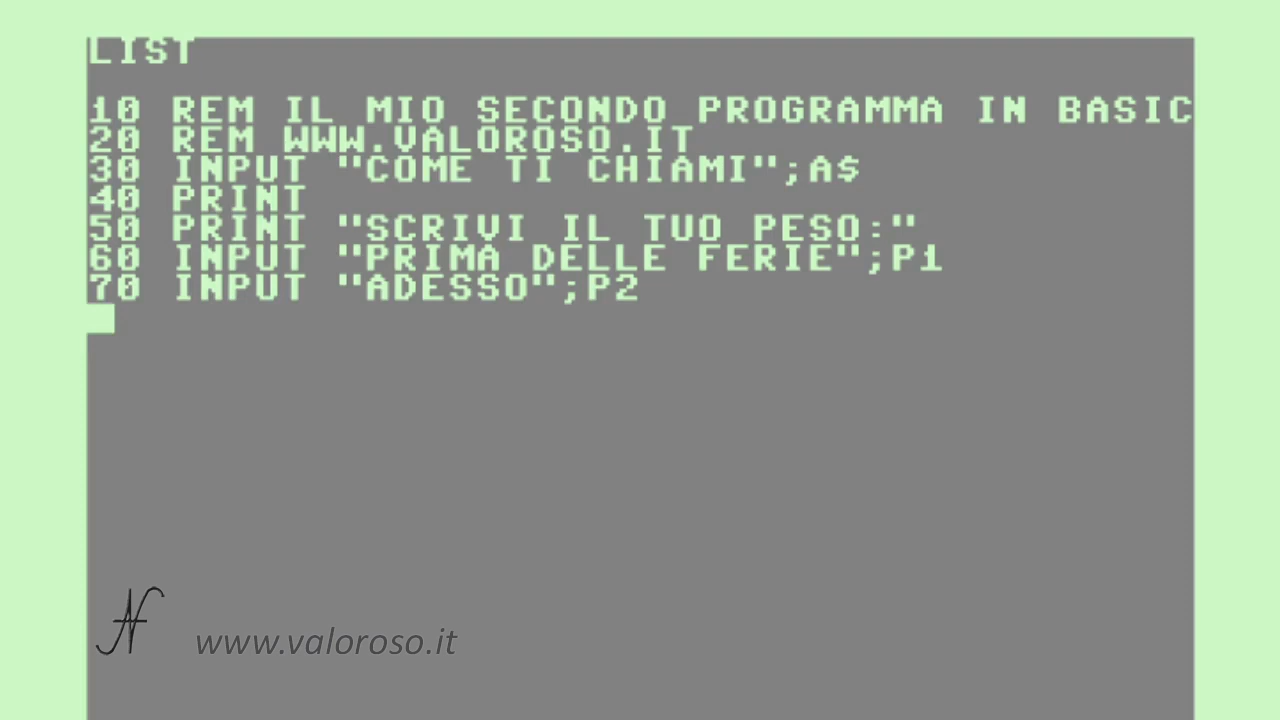 LIST
10 REM IL MIO SECONDO PROGRAMMA IN BASIC
20 REM WWW.VALOROSO.IT
30 INPUT "COME TI CHIAMI";A$
40 PRINT
50 PRINT "SCRIVI IL TUO PESO:"
60 INPUT "PRIMA DELLE FERIE";P1
70 INPUT "ADESSO";P2
www.valoroso.it